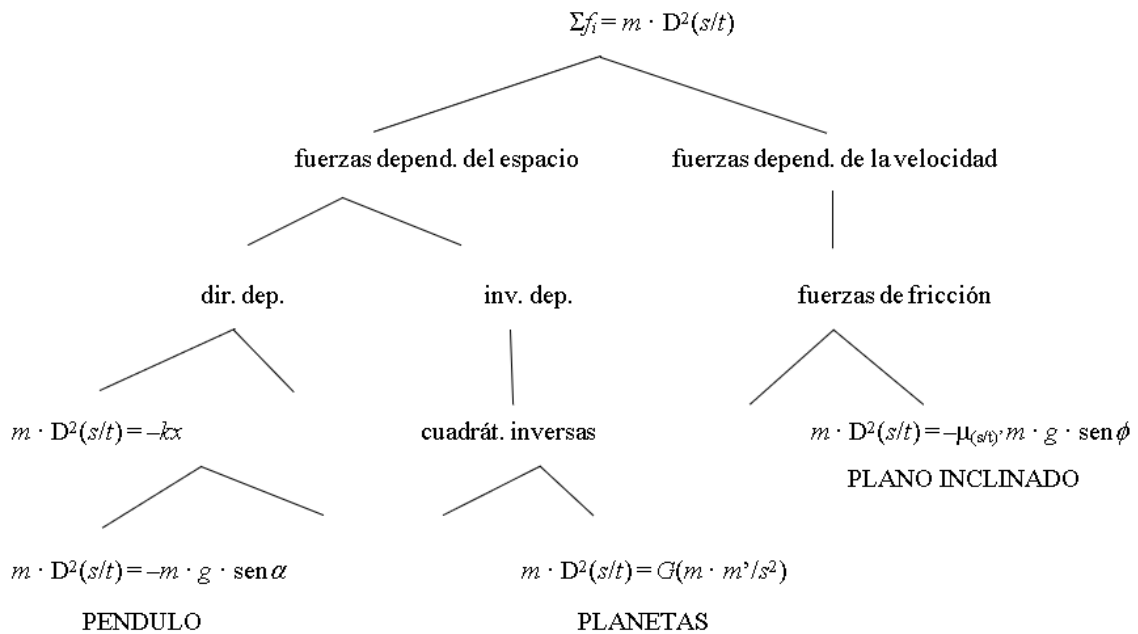 Σfᵢ = m · D²(s/t)
fuerzas depend. del espacio
fuerzas depend. de la velocidad
dir. dep.
inv. dep.
fuerzas de fricción
m · D²(s/t) = –kx
cuadrát. inversas
m · D²(s/t) = –μ(s/t)· m · g · sen ϕ
PLANO INCLINADO
m · D²(s/t) = –m · g · sen α
m · D²(s/t) = G(m · m’/s²)
PENDULO
PLANETAS